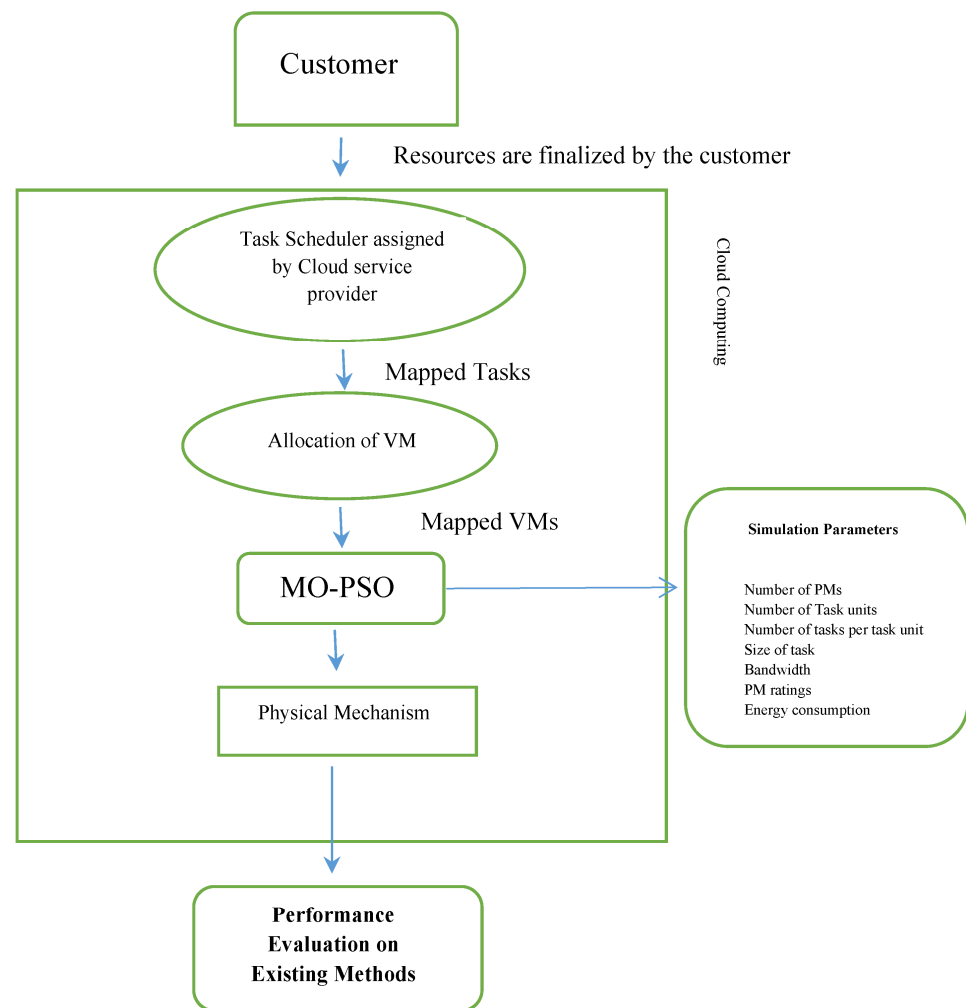 Customer
Resources are finalized by the customer
Task Scheduler assigned
by Cloud service
provider
Cloud Computing
Mapped Tasks
Allocation of VM
Mapped VMs
MO-PSO
Simulation Parameters
Number of PMs
Number of Task units
Number of tasks per task unit
Size of task
Bandwidth
PM ratings
Energy consumption
Physical Mechanism
Performance
Evaluation on
Existing Methods